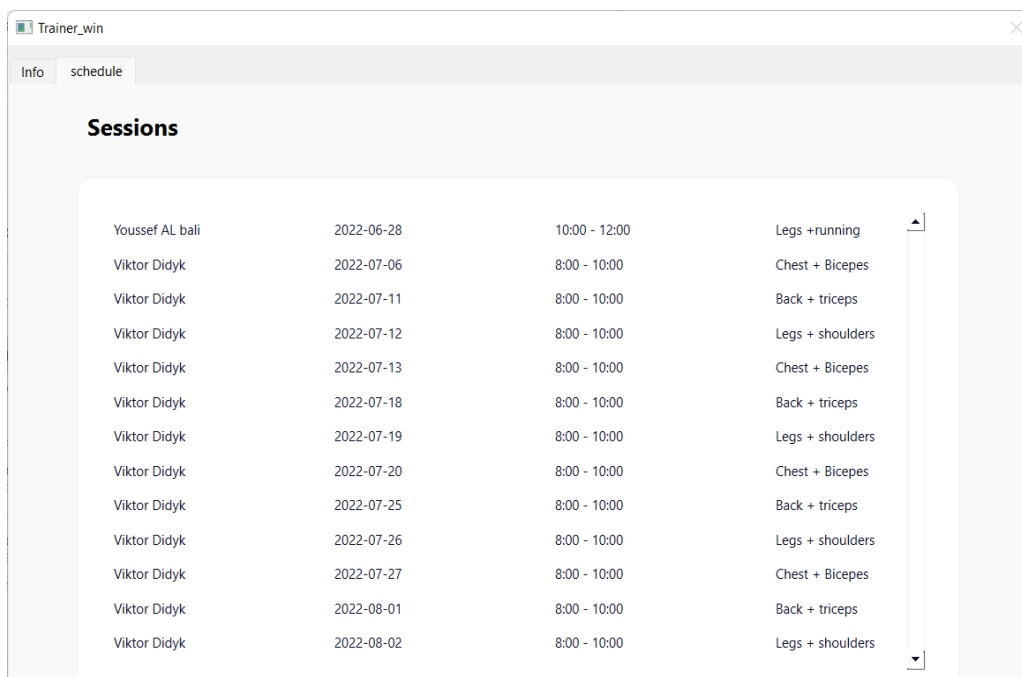 Trainer_win
Info schedule
Sessions
Youssef AL bali 2022-06-28 10:00 - 12:00 Legs +running
Viktor Didyk 2022-07-06 8:00 - 10:00 Chest + Bicepes
Viktor Didyk 2022-07-11 8:00 - 10:00 Back + triceps
Viktor Didyk 2022-07-12 8:00 - 10:00 Legs + shoulders
Viktor Didyk 2022-07-13 8:00 - 10:00 Chest + Bicepes
Viktor Didyk 2022-07-18 8:00 - 10:00 Back + triceps
Viktor Didyk 2022-07-19 8:00 - 10:00 Legs + shoulders
Viktor Didyk 2022-07-20 8:00 - 10:00 Chest + Bicepes
Viktor Didyk 2022-07-25 8:00 - 10:00 Back + triceps
Viktor Didyk 2022-07-26 8:00 - 10:00 Legs + shoulders
Viktor Didyk 2022-07-27 8:00 - 10:00 Chest + Bicepes
Viktor Didyk 2022-08-01 8:00 - 10:00 Back + triceps
Viktor Didyk 2022-08-02 8:00 - 10:00 Legs + shoulders